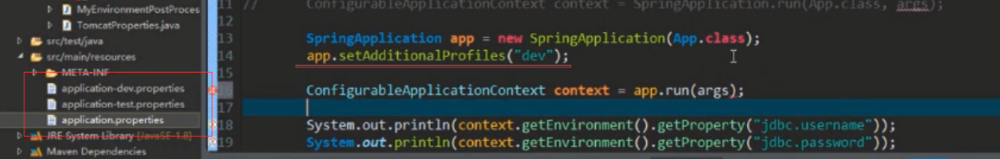 MyEnvironmentPostProces
TomcatProperties.java
src/test/java
src/main/resources
META-INF
application-dev.properties
application-test.properties
application.properties
JRE System Library [JavaSE-1.8]
Maven Dependencies
11 // ConfigurableApplicationContext context = SpringApplication.run(App.class, args);
12
13 SpringApplication app = new SpringApplication(App.class);
14 app.setAdditionalProfiles("dev");
15
16 ConfigurableApplicationContext context = app.run(args);
17
18 System.out.println(context.getEnvironment().getProperty("jdbc.username"));
19 System.out.println(context.getEnvironment().getProperty("jdbc.password"));